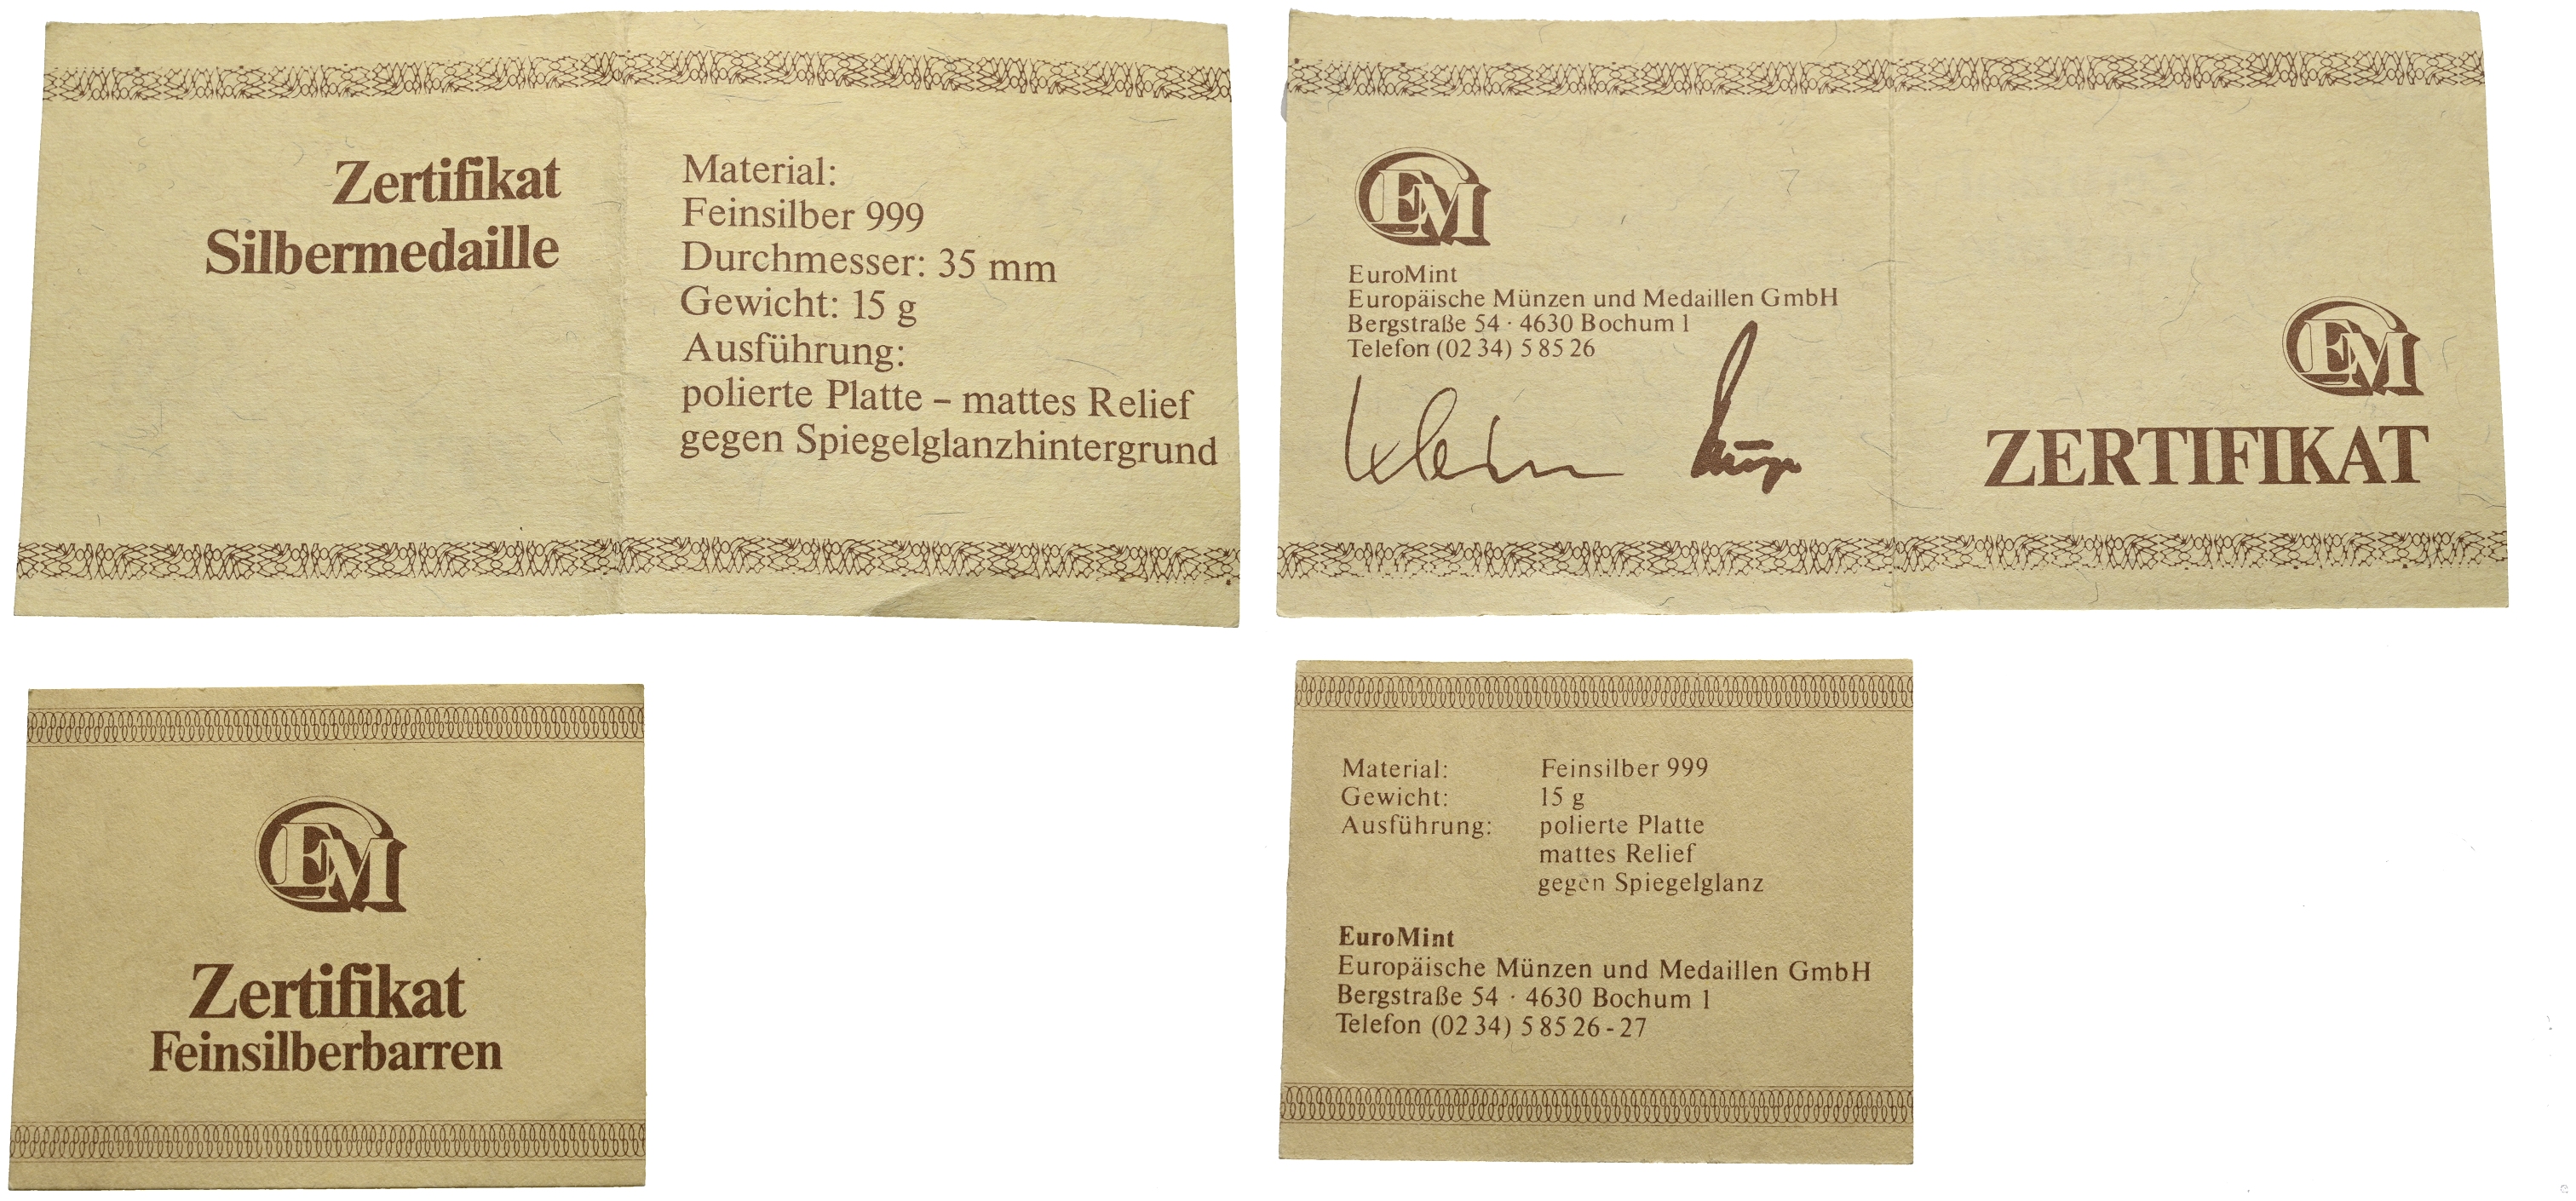 Zertifikat
Silbermedaille
Material:
Feinsilber 999
Durchmesser: 35 mm
Gewicht: 15 g
Ausführung:
polierte Platte – mattes Relief
gegen Spiegelglanzhintergrund
EM
EuroMint
Europäische Münzen und Medaillen GmbH
Bergstraße 54 · 4630 Bochum 1
Telefon (02 34) 5 85 26
EM
ZERTIFIKAT
EM
Zertifikat
Feinsilberbarren
Material: Feinsilber 999
Gewicht: 15 g
Ausführung: polierte Platte
mattes Relief
gegen Spiegelglanz
EuroMint
Europäische Münzen und Medaillen GmbH
Bergstraße 54 · 4630 Bochum 1
Telefon (02 34) 5 85 26 - 27